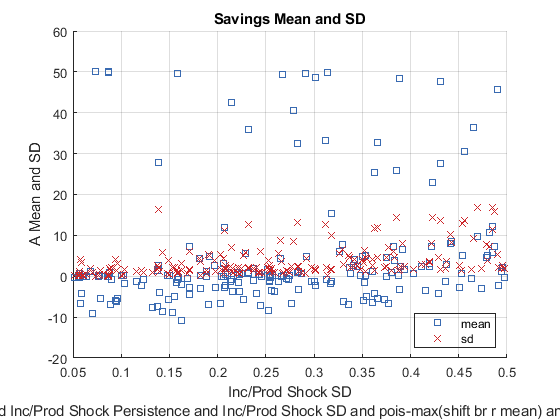 Savings Mean and SD
60
50
40
30
20
10
0
-10
-20
A Mean and SD
mean
sd
0.05 0.1 0.15 0.2 0.25 0.3 0.35 0.4 0.45 0.5
Inc/Prod Shock SD
d Inc/Prod Shock Persistence and Inc/Prod Shock SD and pois-max(shift br r mean) an